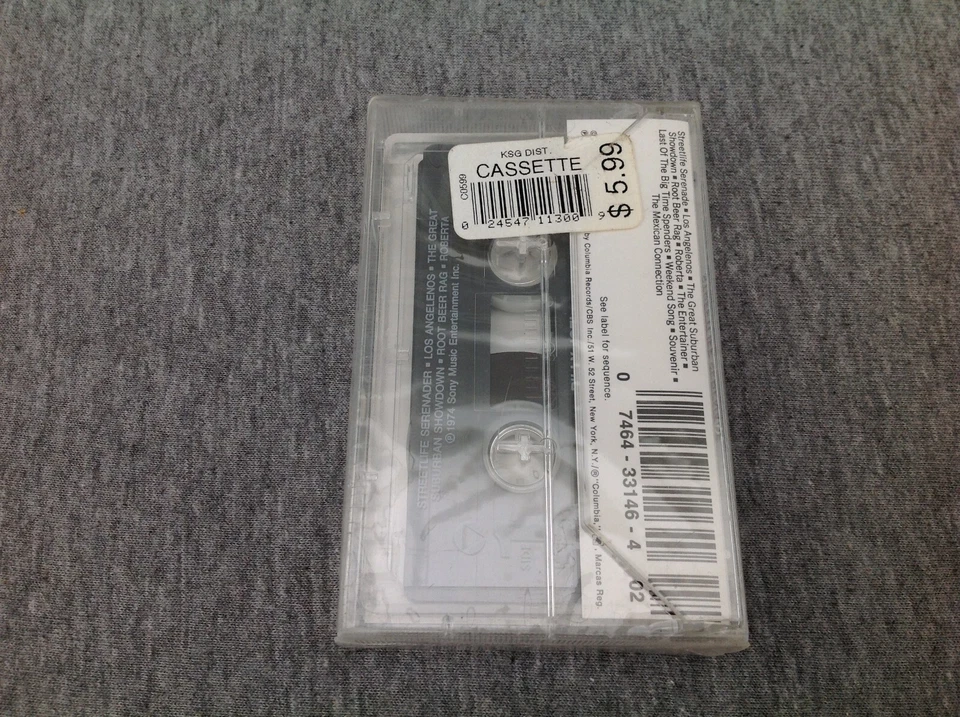 KSG DIST.
CASSETTE
C0599
0 24547 11300 9
$ 5.99
Streetlife Serenade ▪ Los Angelenos ▪ The Great Suburban
Showdown ▪ Root Beer Rag ▪ Roberta ▪ The Entertainer ▪
Last Of The Big Time Spenders ▪ Weekend Song ▪ Souvenir ▪
The Mexican Connection
See label for sequence.
by Columbia Records/CBS Inc./51 W. 52 Street, New York, N.Y./® "Columbia," Marcas Reg.
0 7464-33146-4 02
STREETLIFE SERENADER ▪ LOS ANGELENOS ▪ THE GREAT
SUBURBAN SHOWDOWN ▪ ROOT BEER RAG ▪ ROBERTA
℗1974 Sony Music Entertainment Inc.